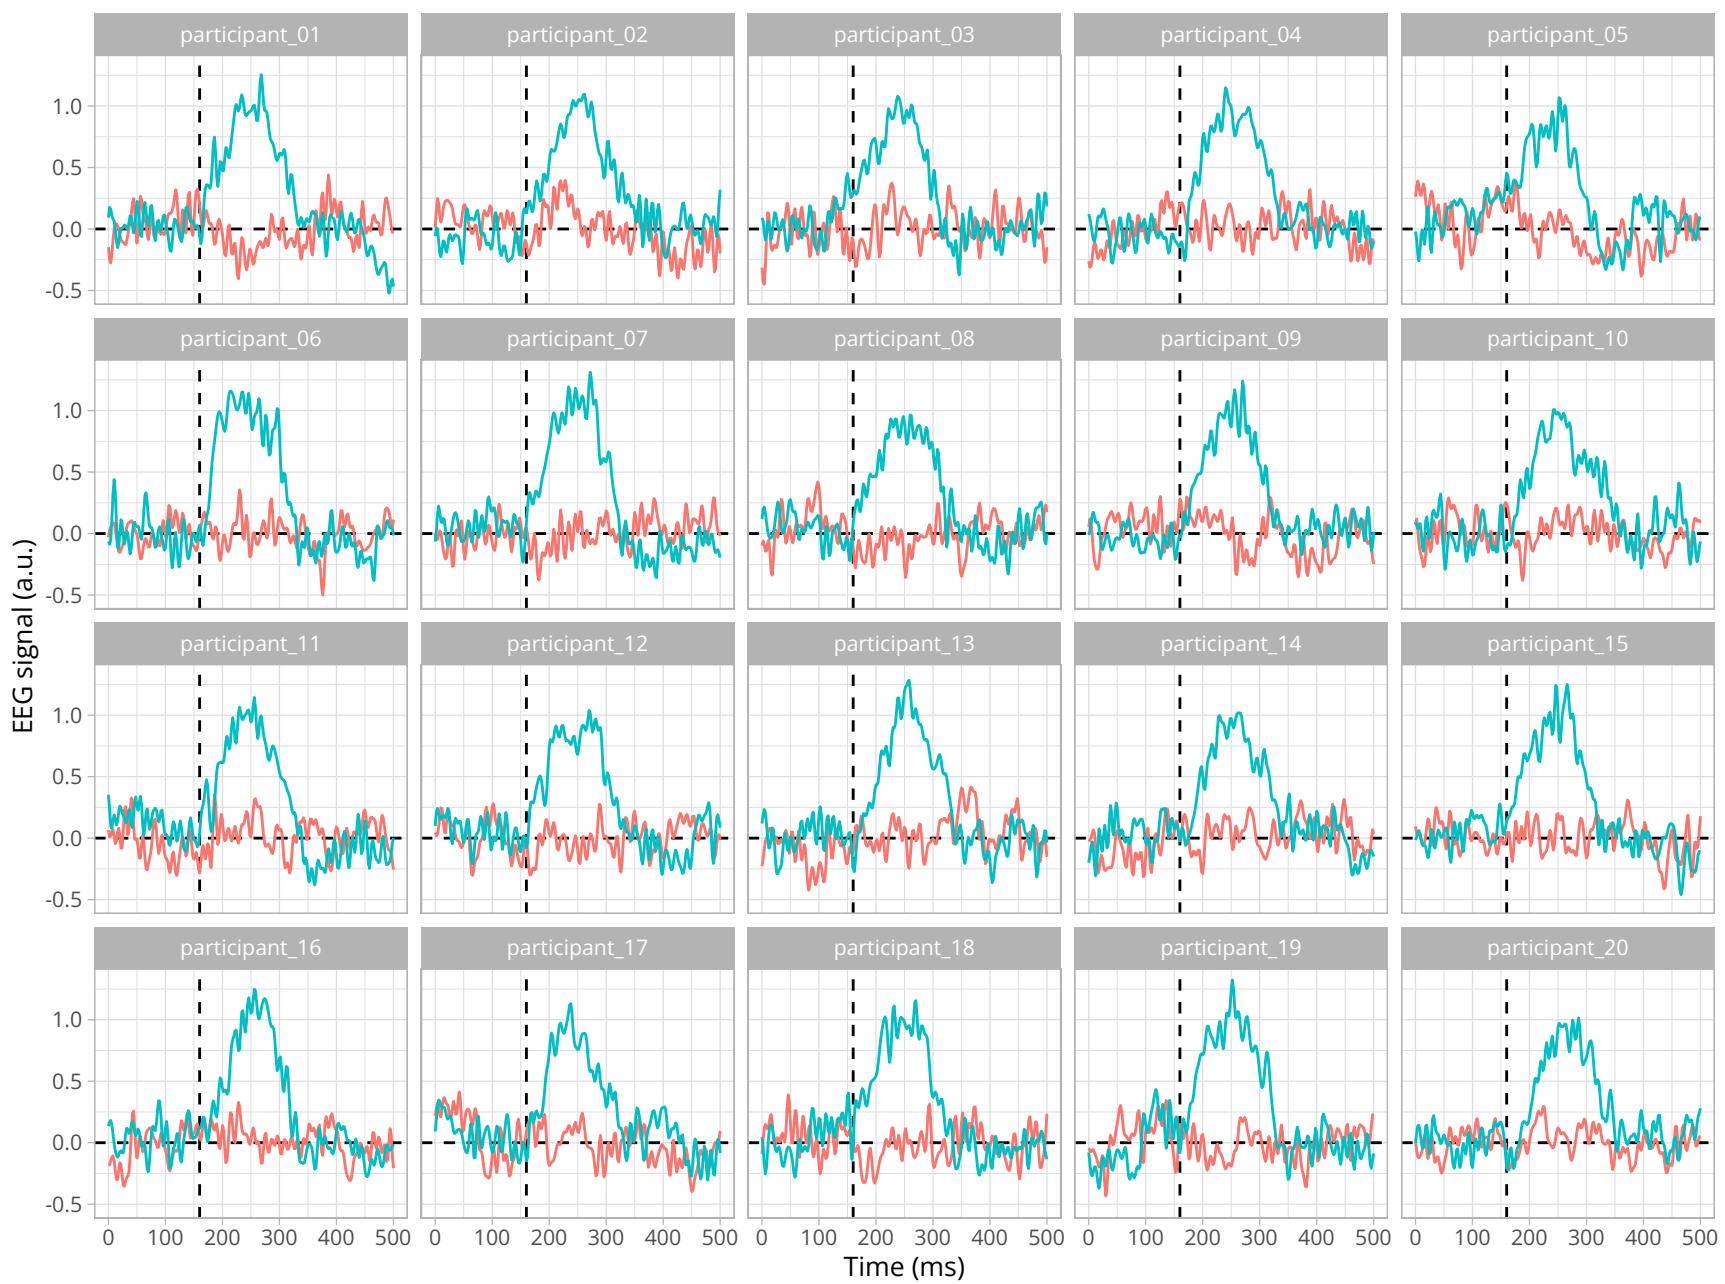 participant_01 participant_02 participant_03 participant_04 participant_05
1.0
0.5
0.0
-0.5
participant_06 participant_07 participant_08 participant_09 participant_10
1.0
0.5
0.0
-0.5
EEG signal (a.u.)
participant_11 participant_12 participant_13 participant_14 participant_15
1.0
0.5
0.0
-0.5
participant_16 participant_17 participant_18 participant_19 participant_20
1.0
0.5
0.0
-0.5
0 100 200 300 400 500 0 100 200 300 400 500 0 100 200 300 400 500 0 100 200 300 400 500 0 100 200 300 400 500
Time (ms)